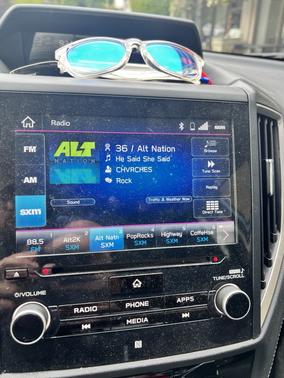 Radio
FM
AM
sxm
ALT
NATION
36 / Alt Nation
He Said She Said
CHVRCHES
Rock
Sound
Traffic & Weather Now
Browse
Tune Scan
Replay
Direct Tune
88.5
FM
Alt2K
SXM
Alt Natn
SXM
PopRocks
SXM
Highway
SXM
CoffeHse
SXM
VOLUME
RADIO
PHONE
APPS
MEDIA
TUNE/SCROLL